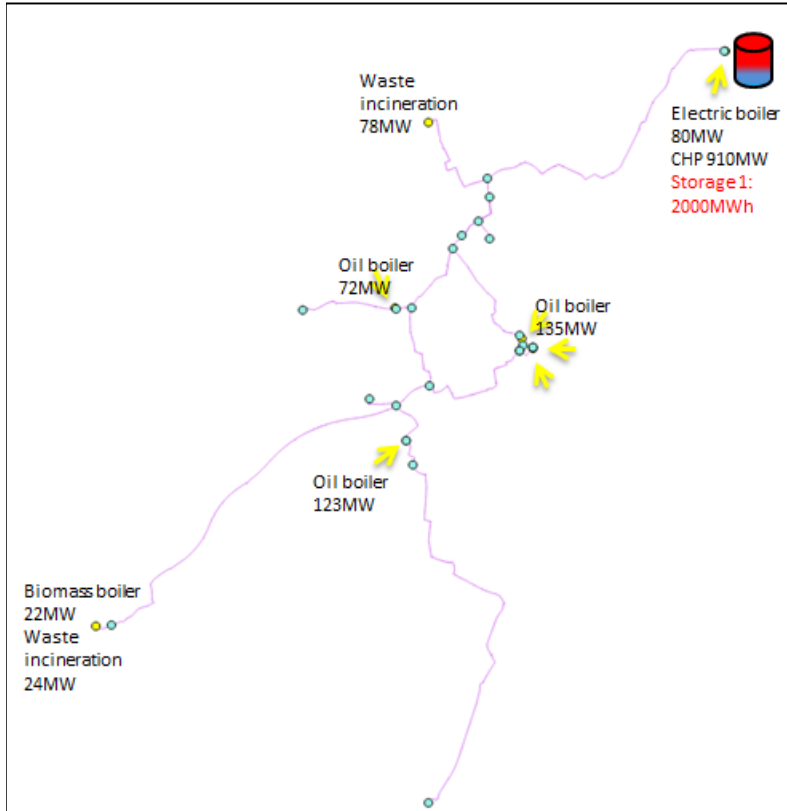 Waste
incineration
78MW
Electric boiler
80MW
CHP 910MW
Storage 1:
2000MWh
Oil boiler
72MW
Oil boiler
135MW
Oil boiler
123MW
Biomass boiler
22MW
Waste
incineration
24MW